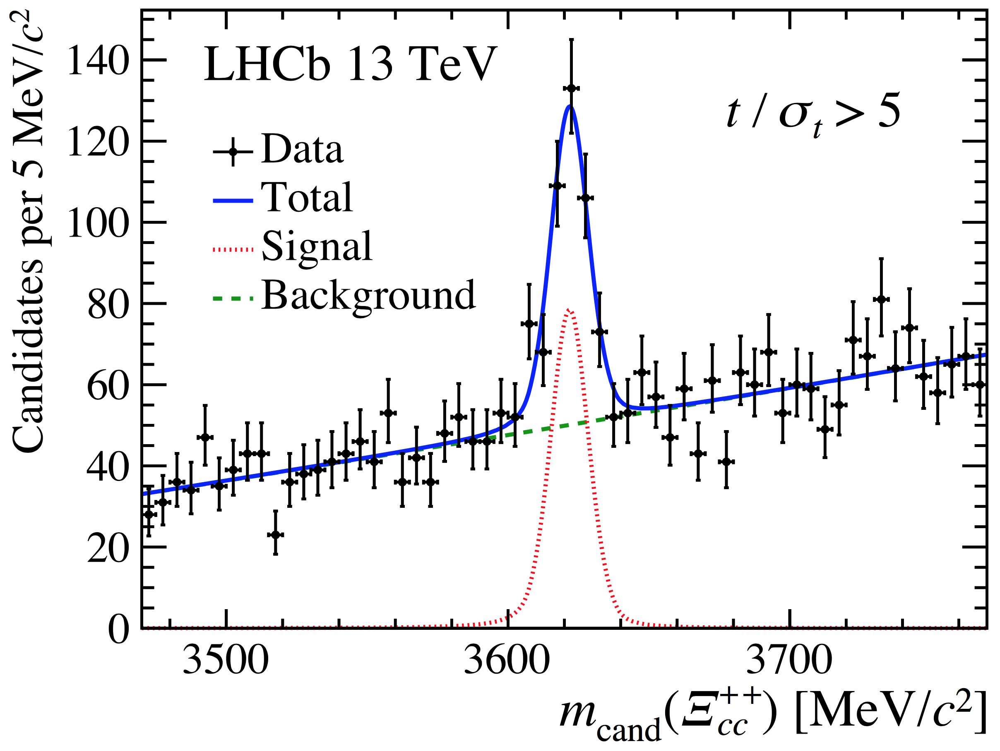 Candidates per 5 MeV/c²
140
120
100
80
60
40
20
0
LHCb 13 TeV
t / σₜ > 5
Data
Total
Signal
Background
3500 3600 3700
m_cand(Ξ_cc^++) [MeV/c²]